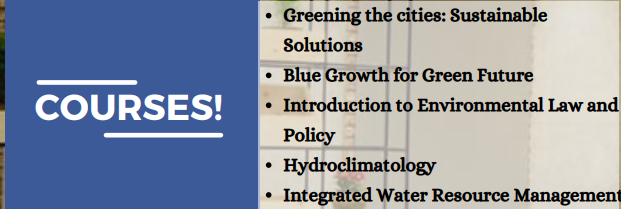 COURSES!
• Greening the cities: Sustainable
Solutions
• Blue Growth for Green Future
• Introduction to Environmental Law and
Policy
• Hydroclimatology
• Integrated Water Resource Management